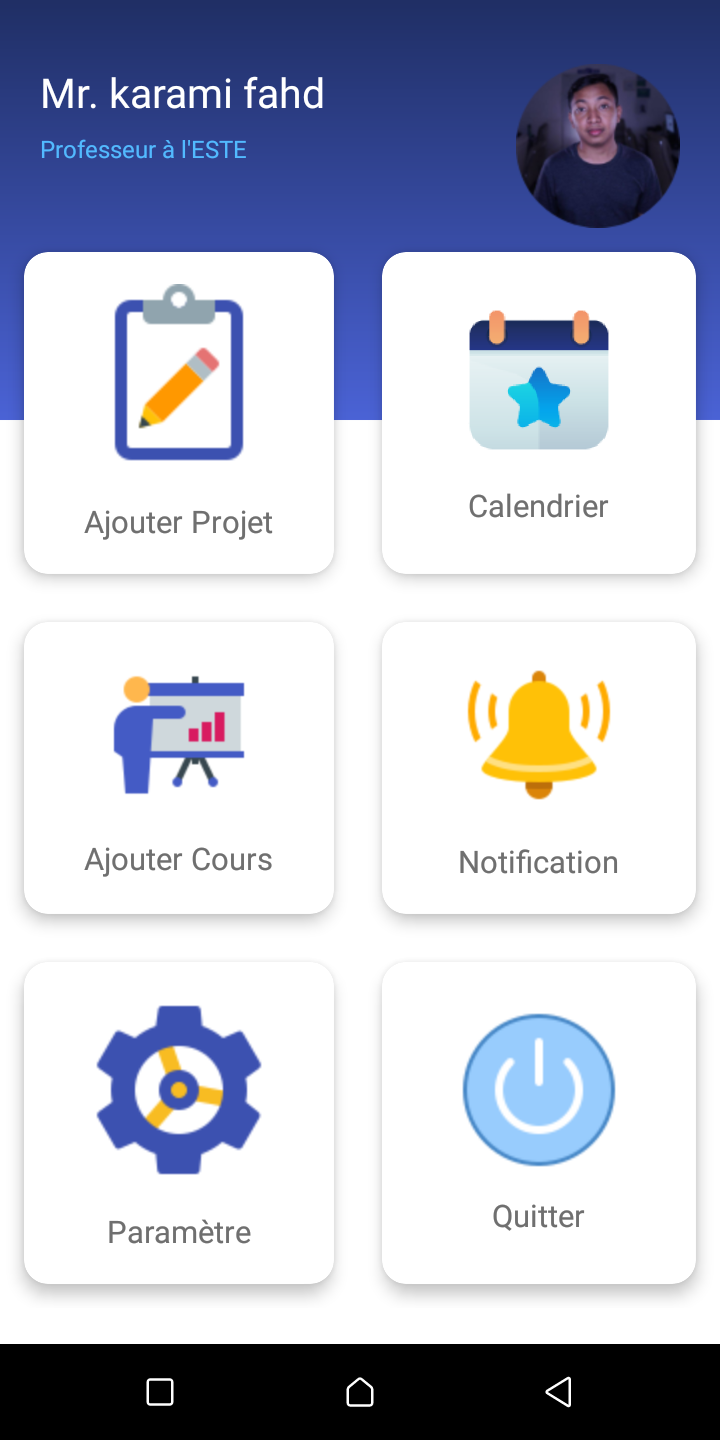 Mr. karami fahd
Professeur à l'ESTE
Ajouter Projet
Calendrier
Ajouter Cours
Notification
Paramètre
Quitter